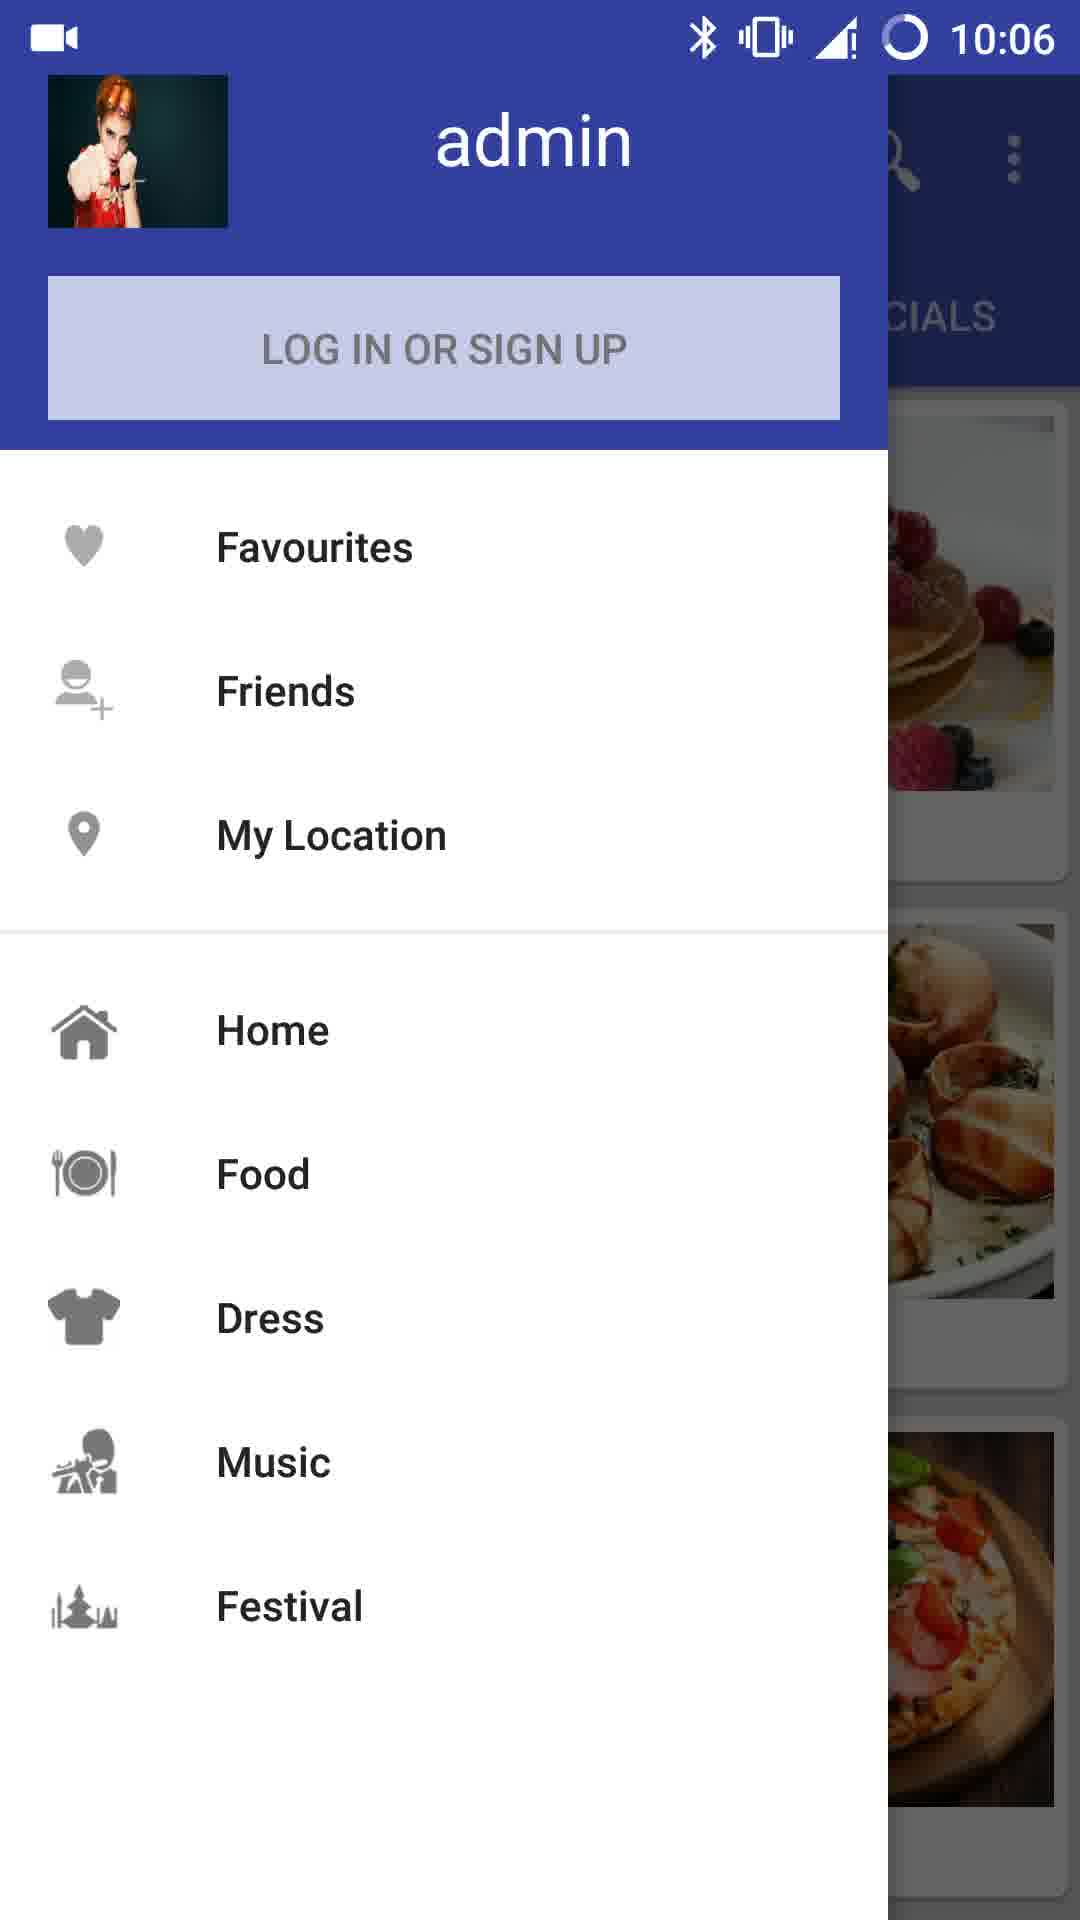 10:06
admin
LOG IN OR SIGN UP
CIALS
Favourites
Friends
My Location
Home
Food
Dress
Music
Festival